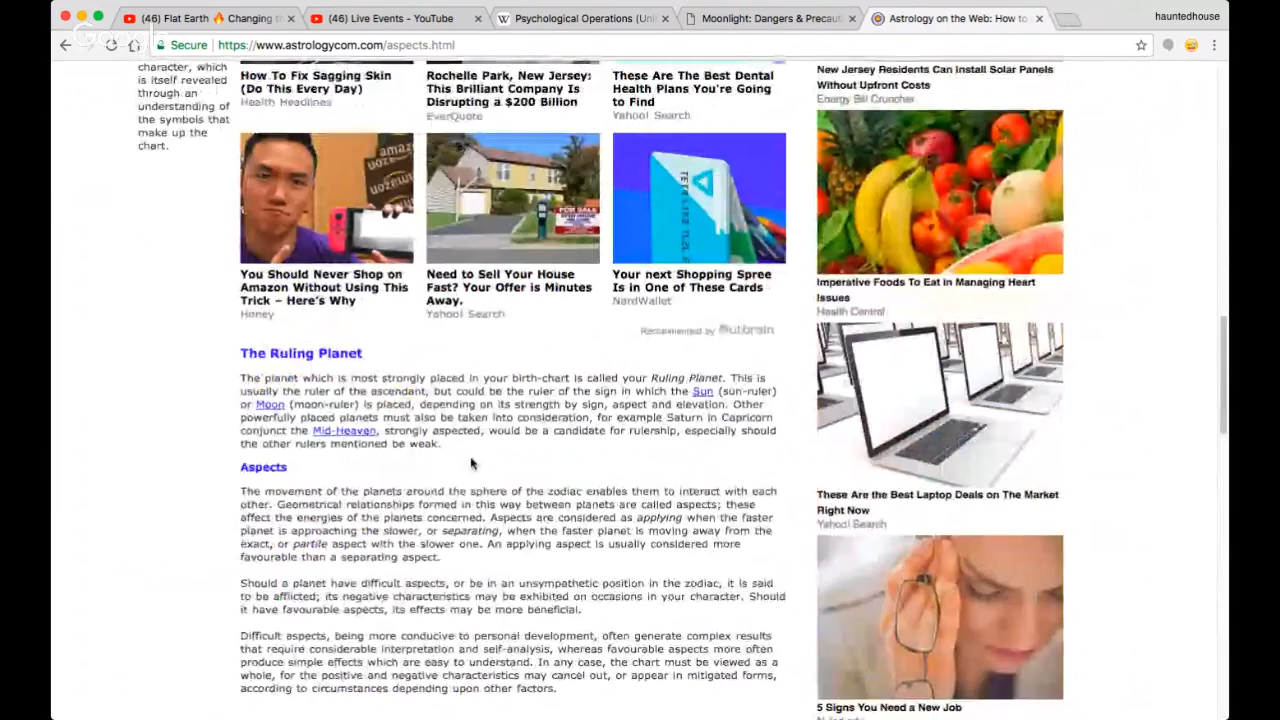 (46) Flat Earth 🔥 Changing th
(46) Live Events - YouTube
Psychological Operations (Uni
Moonlight: Dangers & Precaut
Astrology on the Web: How to
hauntedhouse
Secure
https://www.astrologycom.com/aspects.html
character, which
is itself revealed
through an
understanding of
the symbols that
make up the
chart.
How To Fix Sagging Skin
(Do This Every Day)
Health Headlines
Rochelle Park, New Jersey:
This Brilliant Company Is
Disrupting a $200 Billion
EverQuote
These Are The Best Dental
Health Plans You're Going
to Find
Yahoo! Search
You Should Never Shop on
Amazon Without Using This
Trick – Here's Why
Honey
Need to Sell Your House
Fast? Your Offer is Minutes
Away.
Yahoo! Search
Your next Shopping Spree
Is in One of These Cards
NerdWallet
Recommended by Outbrain
The Ruling Planet
The planet which is most strongly placed in your birth-chart is called your Ruling Planet. This is
usually the ruler of the ascendant, but could be the ruler of the sign in which the Sun (sun-ruler)
or Moon (moon-ruler) is placed, depending on its strength by sign, aspect and elevation. Other
powerfully placed planets must also be taken into consideration, for example Saturn in Capricorn
conjunct the Mid-Heaven, strongly aspected, would be a candidate for rulership, especially should
the other rulers mentioned be weak.
Aspects
The movement of the planets around the sphere of the zodiac enables them to interact with each
other. Geometrical relationships formed in this way between planets are called aspects; these
affect the energies of the planets concerned. Aspects are considered as applying when the faster
planet is approaching the slower, or separating, when the faster planet is moving away from the
exact, or partile aspect with the slower one. An applying aspect is usually considered more
favourable than a separating aspect.
Should a planet have difficult aspects, or be in an unsympathetic position in the zodiac, it is said
to be afflicted; its negative characteristics may be exhibited on occasions in your character. Should
it have favourable aspects, its effects may be more beneficial.
Difficult aspects, being more conducive to personal development, often generate complex results
that require considerable interpretation and self-analysis, whereas favourable aspects more often
produce simple effects which are easy to understand. In any case, the chart must be viewed as a
whole, for the positive and negative characteristics may cancel out, or appear in mitigated forms,
according to circumstances depending upon other factors.
New Jersey Residents Can Install Solar Panels
Without Upfront Costs
Energy Bill Cruncher
Imperative Foods To Eat In Managing Heart
Issues
Health Central
These Are the Best Laptop Deals on The Market
Right Now
Yahoo! Search
5 Signs You Need a New Job